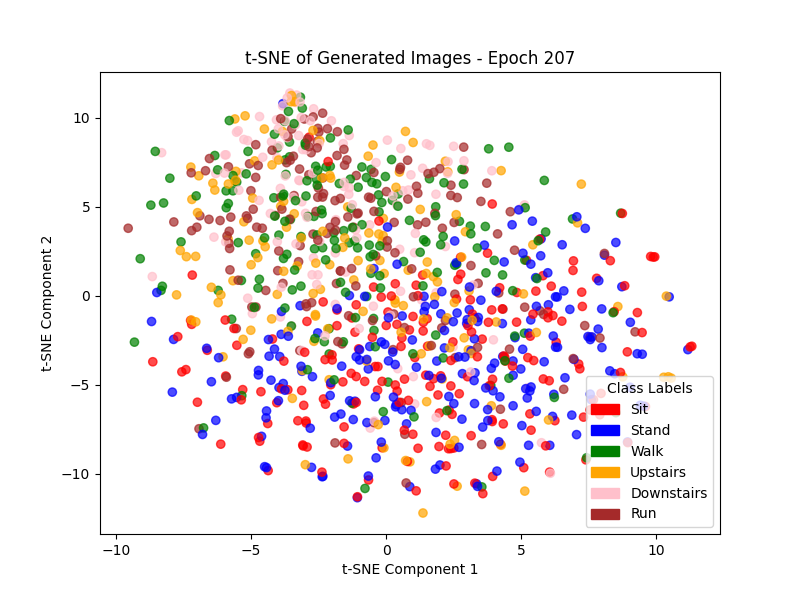 t-SNE of Generated Images - Epoch 207
10
5
0
−5
−10
t-SNE Component 2
Class Labels
Sit
Stand
Walk
Upstairs
Downstairs
Run
−10 −5 0 5 10
t-SNE Component 1